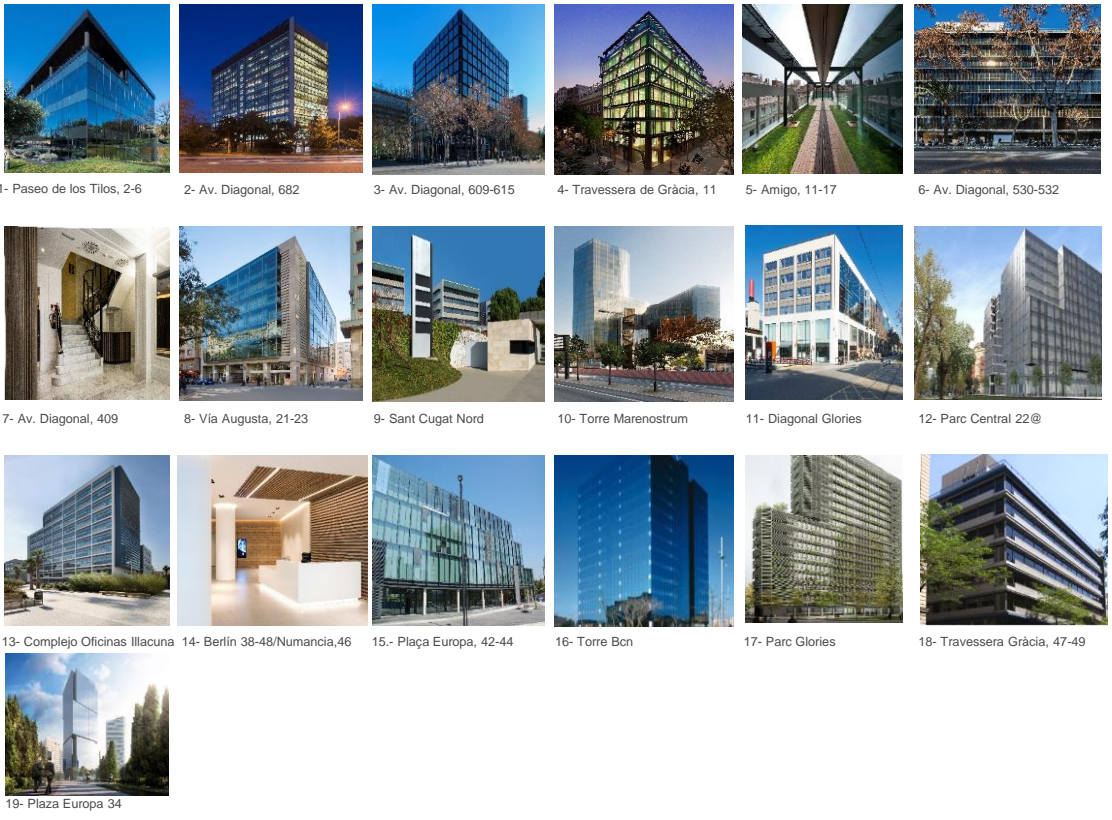 1- Paseo de los Tilos, 2-6
2- Av. Diagonal, 682
3- Av. Diagonal, 609-615
4- Travessera de Gràcia, 11
5- Amigo, 11-17
6- Av. Diagonal, 530-532
7- Av. Diagonal, 409
8- Vía Augusta, 21-23
9- Sant Cugat Nord
10- Torre Marenostrum
11- Diagonal Glories
12- Parc Central 22@
13- Complejo Oficinas Illacuna
14- Berlín 38-48/Numancia,46
15.- Plaça Europa, 42-44
16- Torre Bcn
17- Parc Glories
18- Travessera Gràcia, 47-49
19- Plaza Europa 34